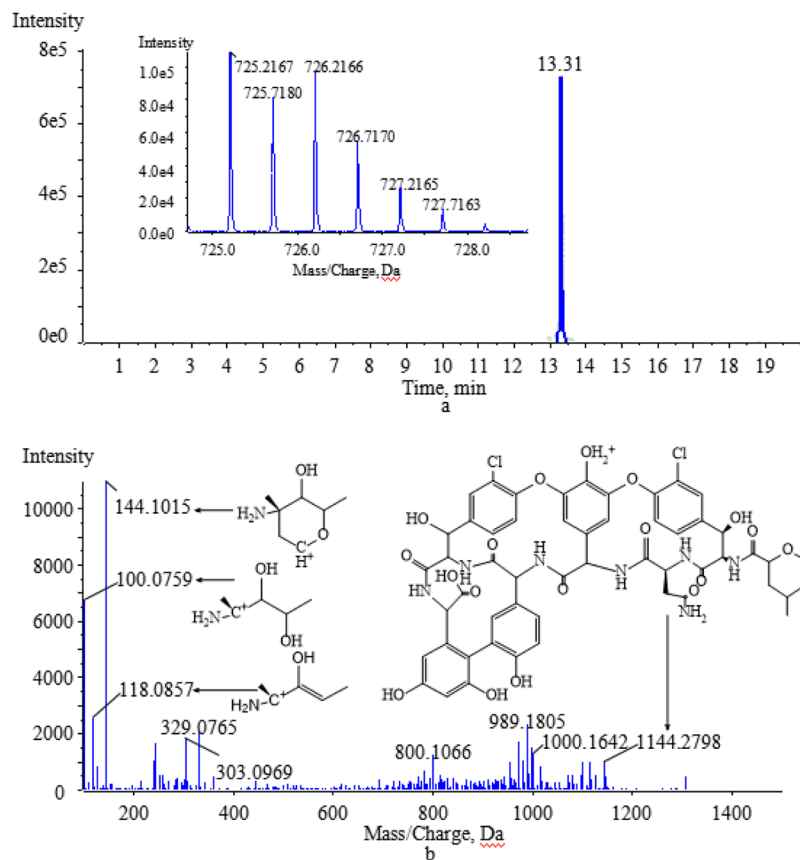 Intensity
8e5
6e5
4e5
2e5
0e0
Intensity
1.0e5
8.0e4
6.0e4
4.0e4
2.0e4
0.0e0
725.2167
726.2166
725.7180
726.7170
727.2165
727.7163
725.0 726.0 727.0 728.0
Mass/Charge, Da
13.31
1 2 3 4 5 6 7 8 9 10 11 12 13 14 15 16 17 18 19
Time, min
a
Intensity
10000
8000
6000
4000
2000
0
144.1015
100.0759
118.0857
329.0765
303.0969
800.1066
989.1805
1000.1642
1144.2798
OH
H₂N
O
C
H⁺
OH
H₂N
C⁺
OH
OH
H₂N
C⁺
OH₂⁺
Cl
Cl
O
O
HO
OH
O
O
H
N
H
N
O
O
O
N
H
HN
HO
O
O
N
H
O
N
H
NH₂
HO
OH
OH
200 400 600 800 1000 1200 1400
Mass/Charge, Da
b